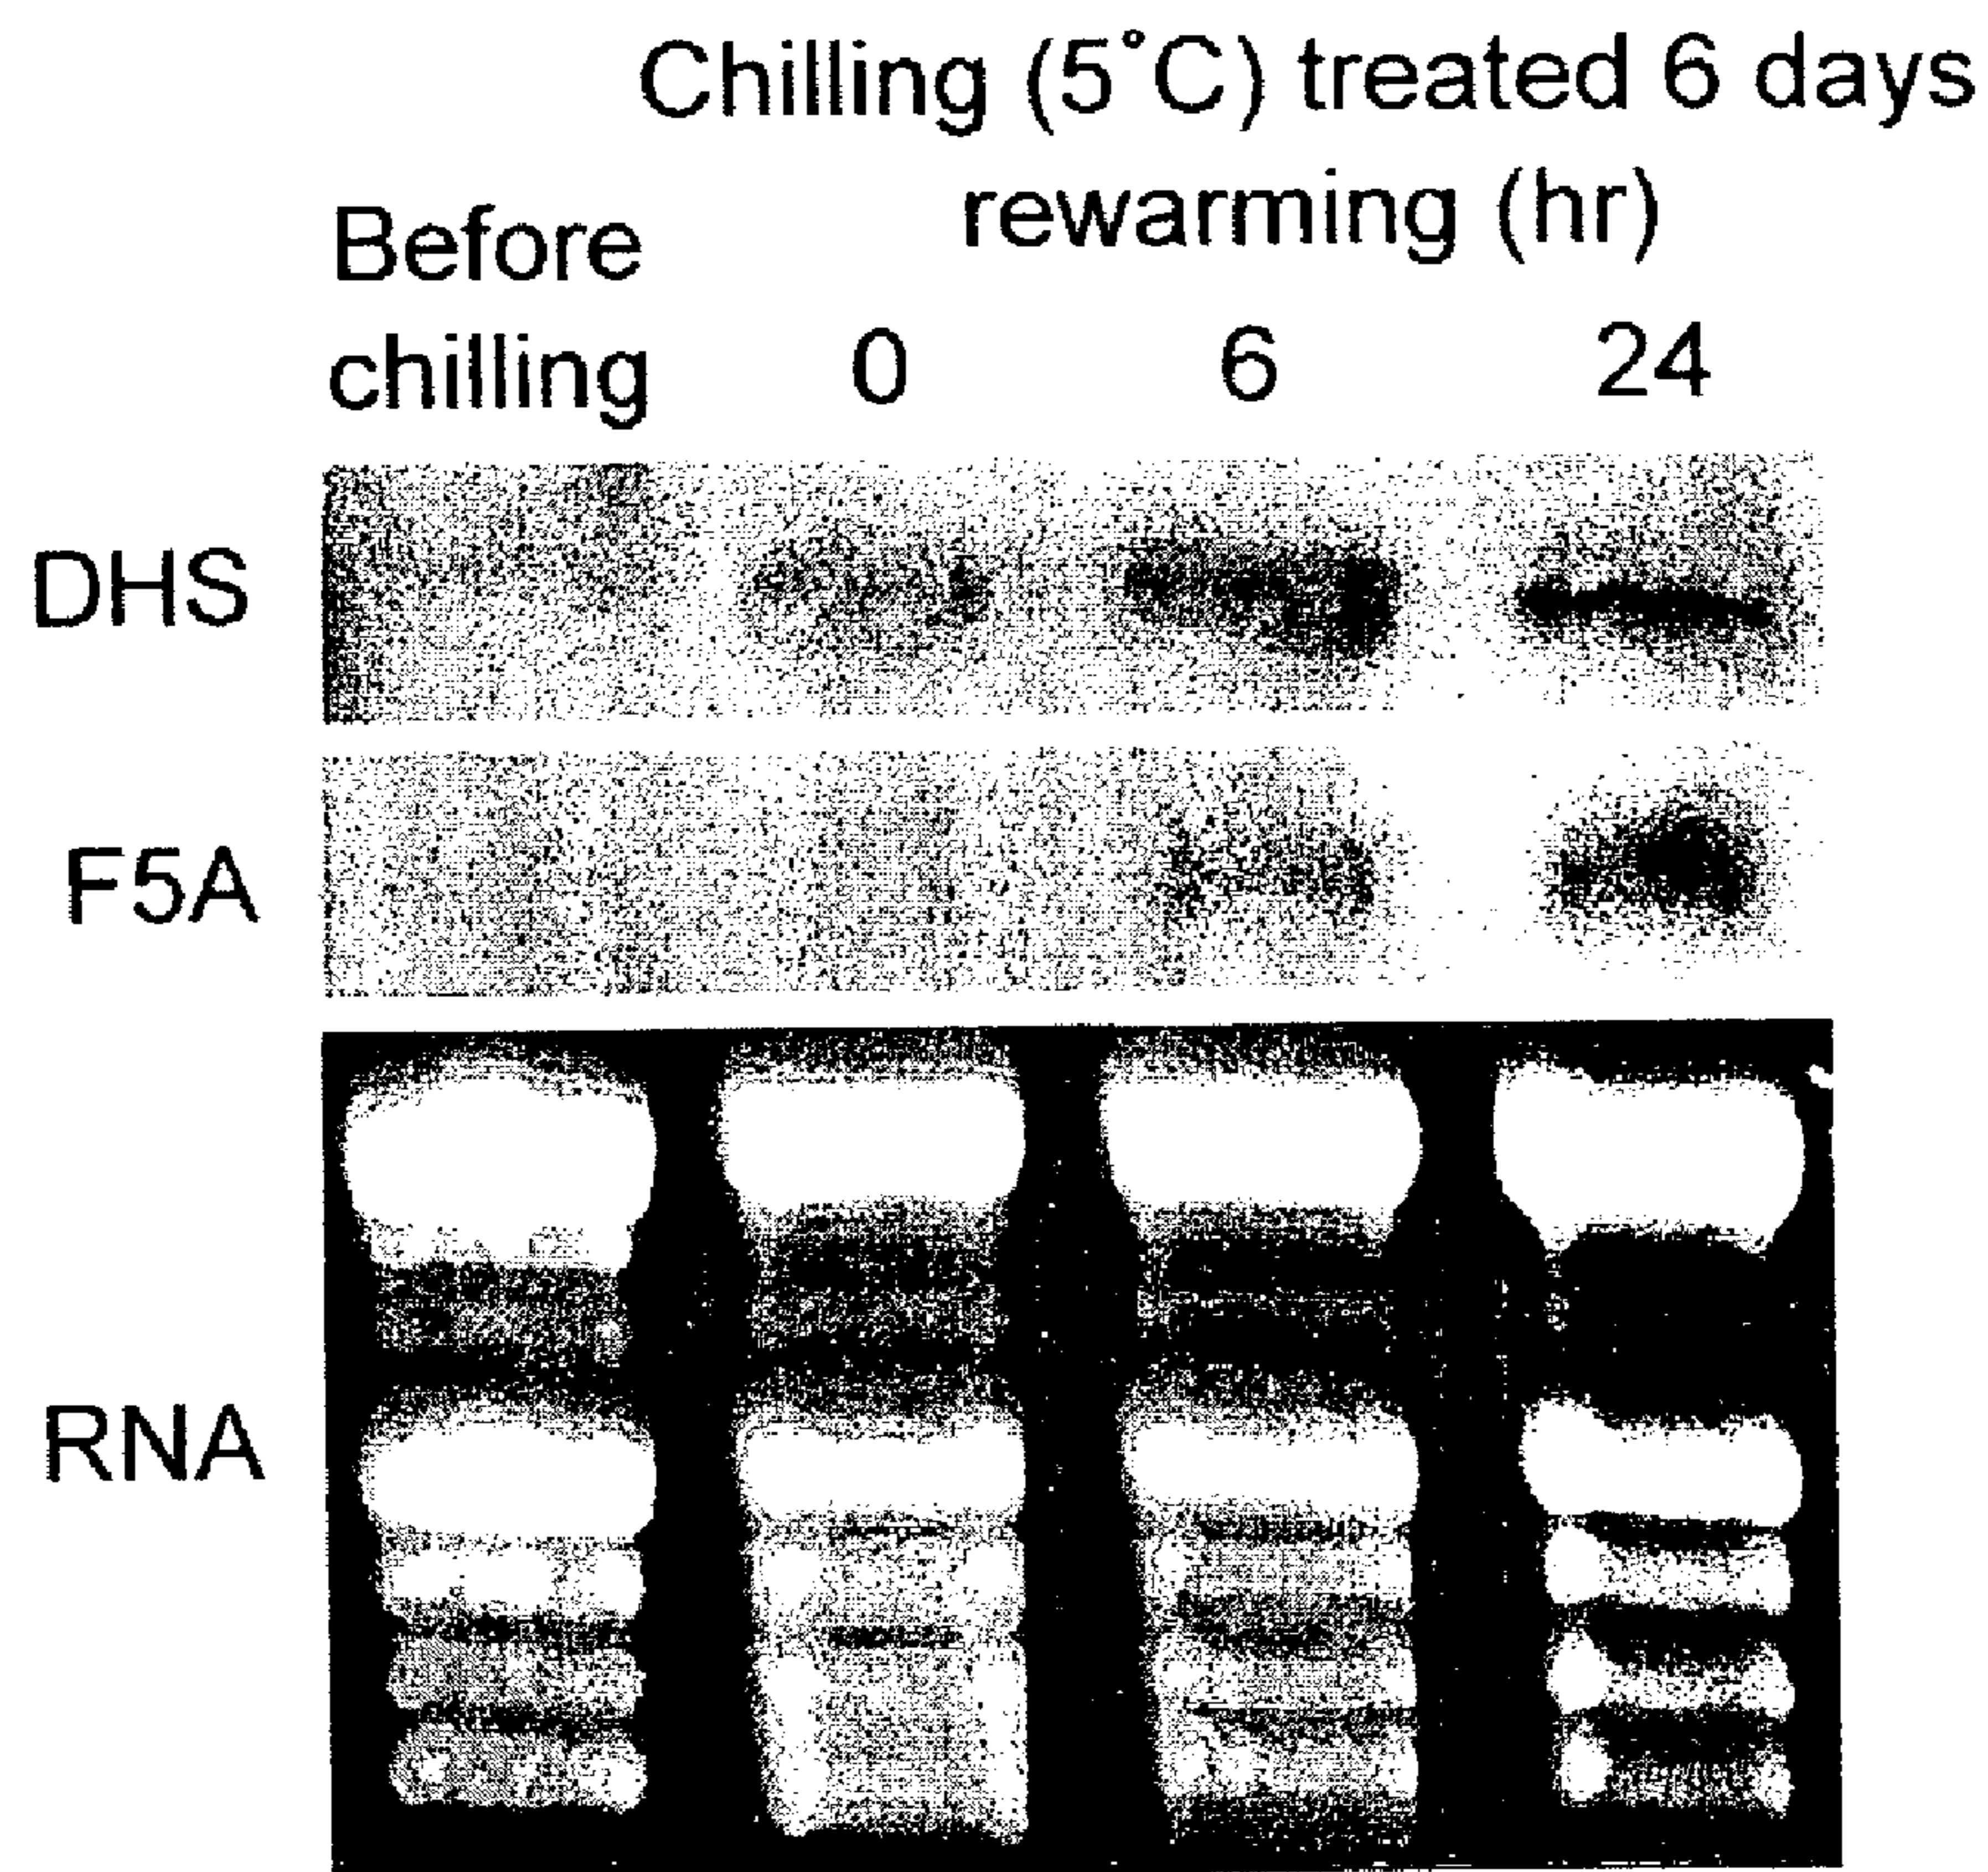 Chilling (5°C) treated 6 days
rewarming (hr)
Before
chilling
0 6 24
DHS
F5A
RNA